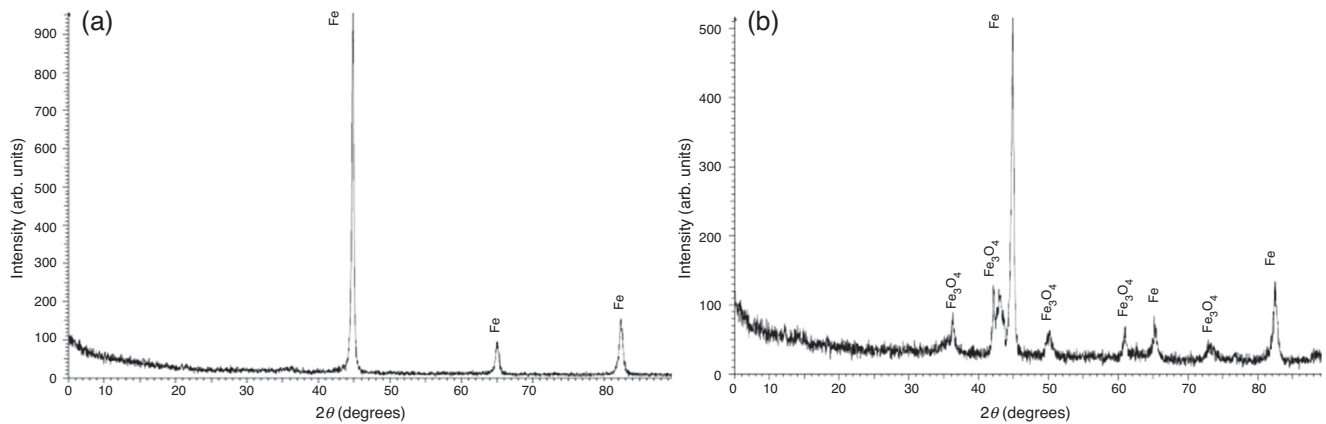 (a)
Fe
900
800
700
600
500
400
300
200
100
0
Intensity (arb. units)
Fe
Fe
0 10 20 30 40 50 60 70 80
2θ (degrees)
(b)
Fe
500
400
300
200
100
0
Intensity (arb. units)
Fe₃O₄
Fe₃O₄
Fe₃O₄
Fe₃O₄
Fe
Fe₃O₄
Fe
0 10 20 30 40 50 60 70 80
2θ (degrees)